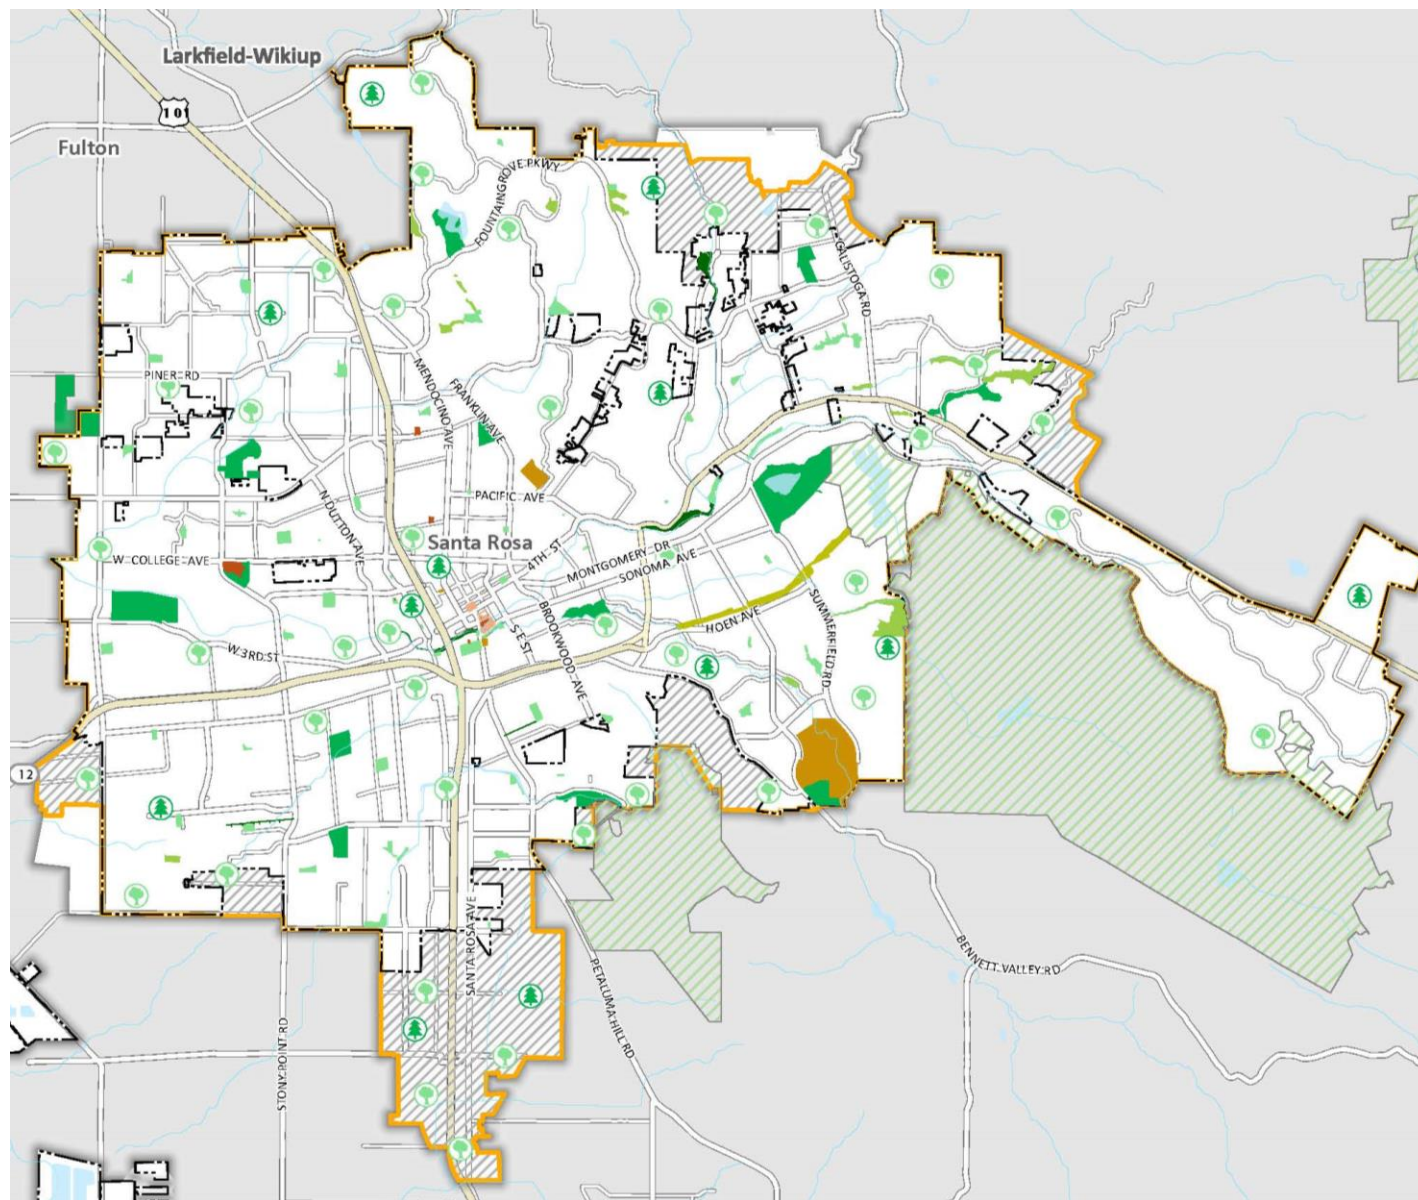 Larkfield-Wikiup
101
Fulton
FOUNTAINGROVE PKWY
CALISTOGA RD
PINER RD
MENDOCINO AVE
FRANKLIN AVE
PACIFIC AVE
N DUTTON AVE
Santa Rosa
4TH ST
MONTGOMERY DR
SONOMA AVE
W COLLEGE AVE
SUMMERFIELD RD
HOEN AVE
BROOKWOOD AVE
S E ST
W 3RD ST
12
SANTA ROSA AVE
BENNETT VALLEY RD
PETALUMA HILL RD
STONY POINT RD